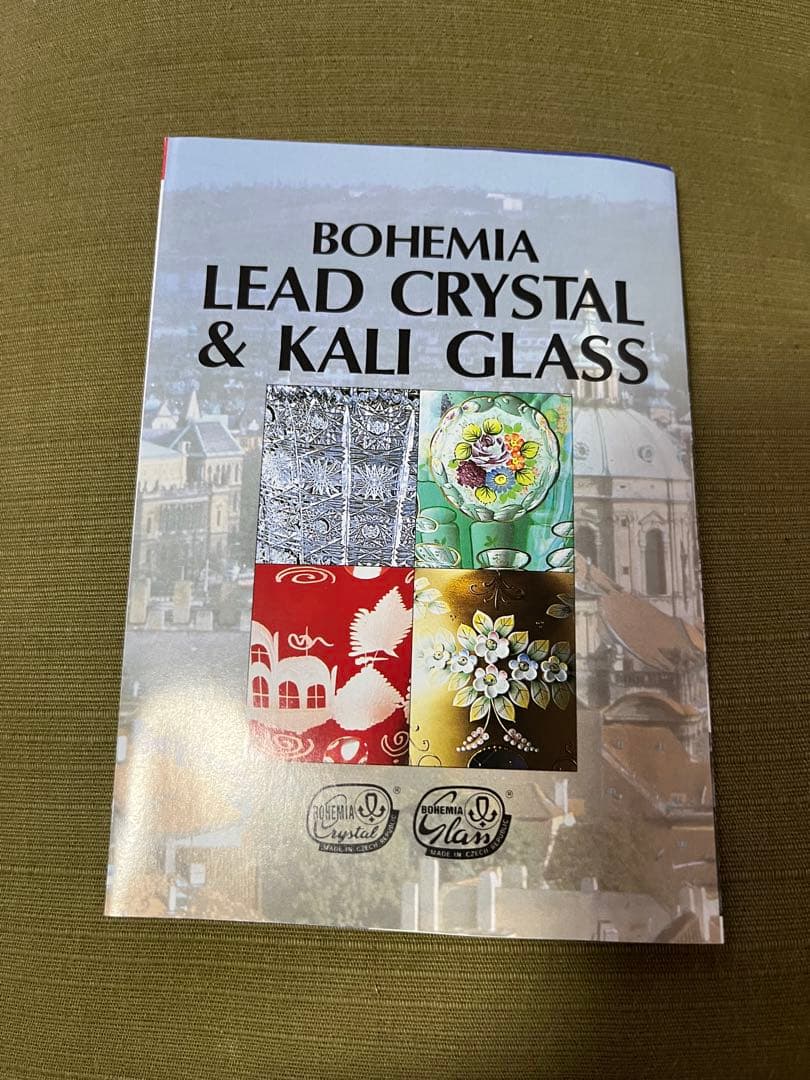 BOHEMIA
LEAD CRYSTAL
& KALI GLASS
BOHEMIA
Crystal
®
MADE IN CZECH REPUBLIC
BOHEMIA
Glass
®
MADE IN CZECH REPUBLIC